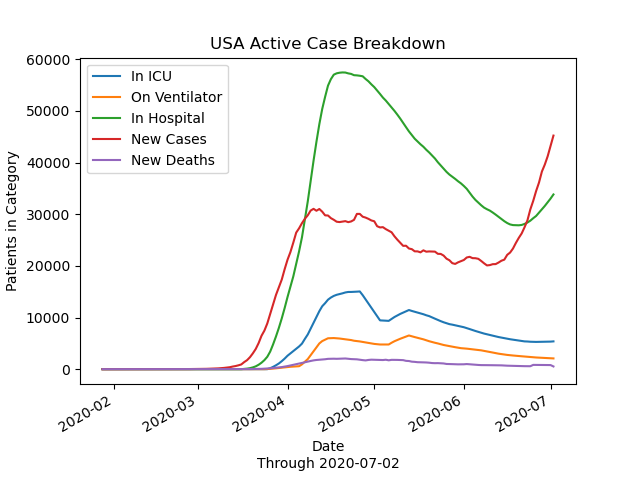 USA Active Case Breakdown
60000
50000
40000
30000
20000
10000
0
Patients in Category
In ICU
On Ventilator
In Hospital
New Cases
New Deaths
2020-02
2020-03
2020-04
2020-05
2020-06
2020-07
Date
Through 2020-07-02